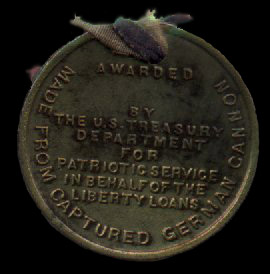 AWARDED
BY
THE U.S. TREASURY
DEPARTMENT
FOR
PATRIOTIC SERVICE
IN BEHALF OF THE
LIBERTY LOANS
MADE FROM CAPTURED GERMAN CANNON